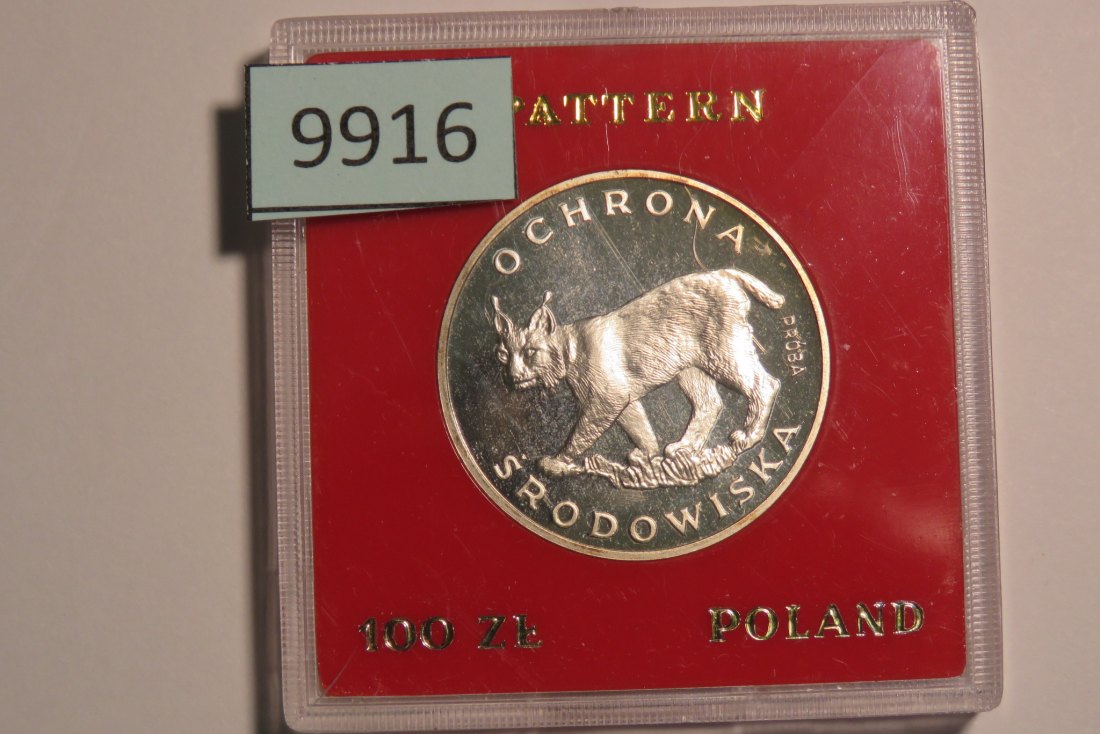 9916
PATTERN
OCHRONA
PRÓBA
ŚRODOWISKA
100 ZŁ
POLAND